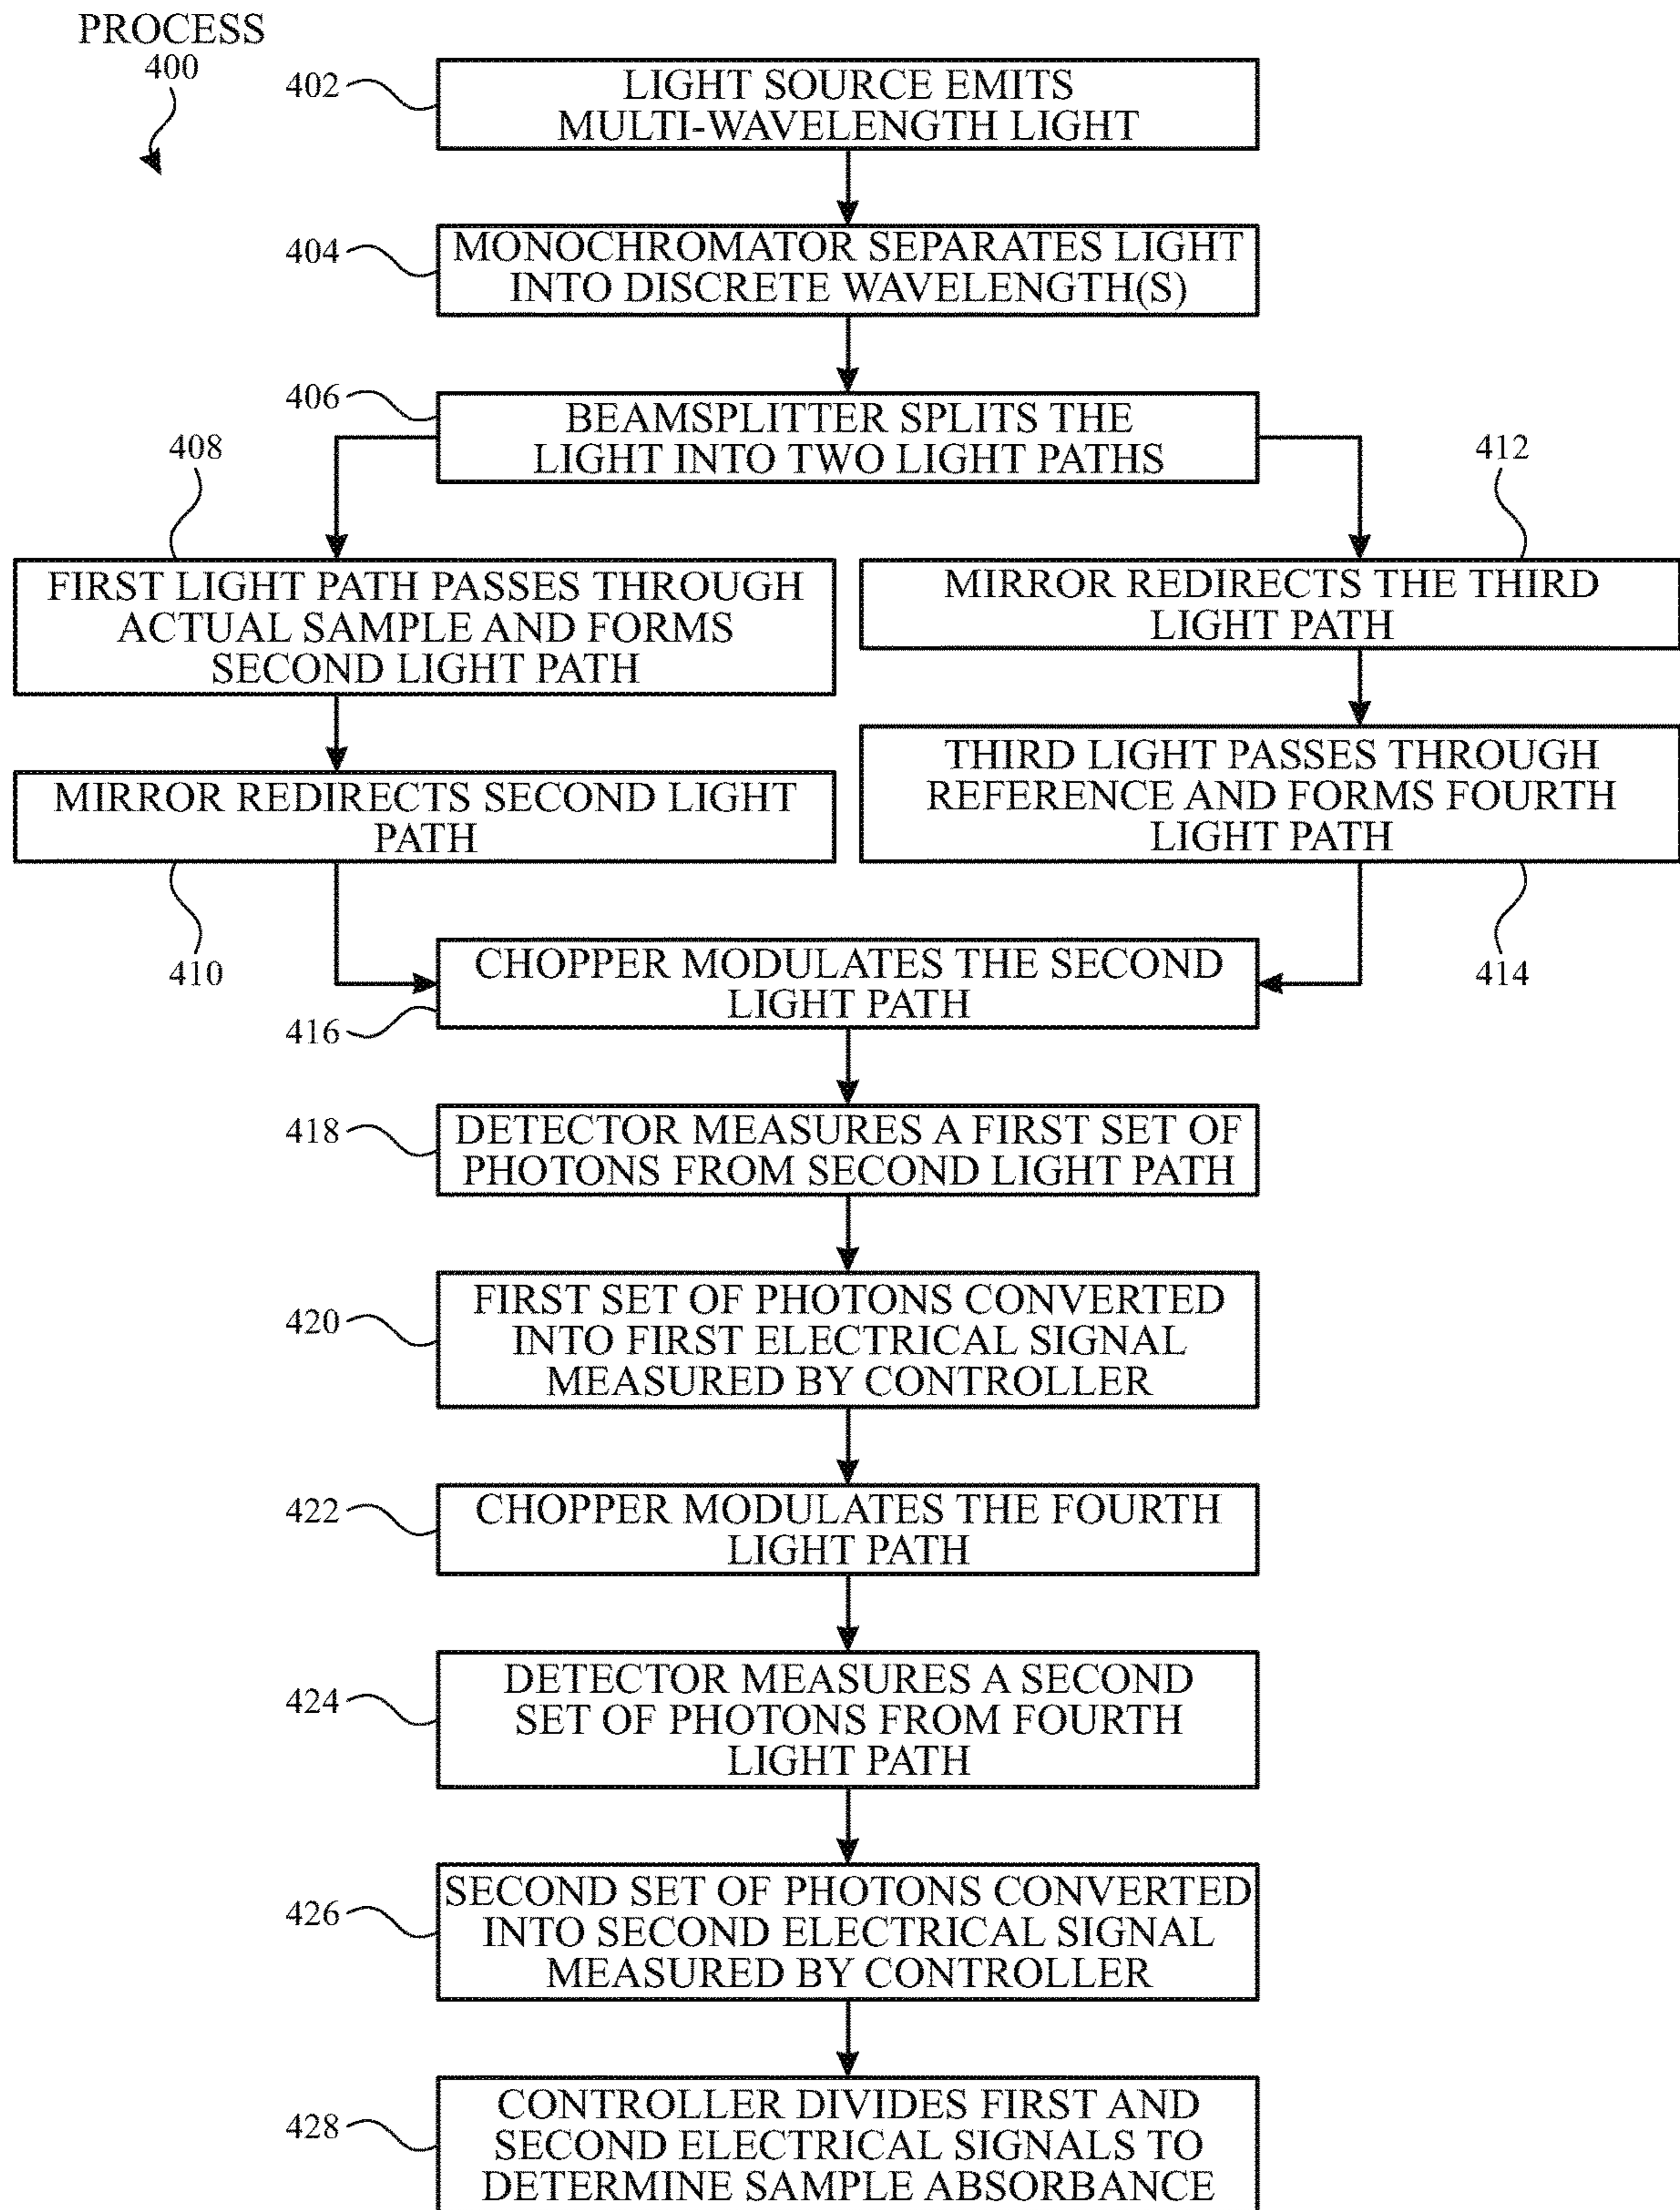 PROCESS
400
402
LIGHT SOURCE EMITS
MULTI-WAVELENGTH LIGHT
404
MONOCHROMATOR SEPARATES LIGHT
INTO DISCRETE WAVELENGTH(S)
406
BEAMSPLITTER SPLITS THE
LIGHT INTO TWO LIGHT PATHS
408
FIRST LIGHT PATH PASSES THROUGH
ACTUAL SAMPLE AND FORMS
SECOND LIGHT PATH
MIRROR REDIRECTS SECOND LIGHT
PATH
410
412
MIRROR REDIRECTS THE THIRD
LIGHT PATH
THIRD LIGHT PASSES THROUGH
REFERENCE AND FORMS FOURTH
LIGHT PATH
414
CHOPPER MODULATES THE SECOND
LIGHT PATH
416
418
DETECTOR MEASURES A FIRST SET OF
PHOTONS FROM SECOND LIGHT PATH
420
FIRST SET OF PHOTONS CONVERTED
INTO FIRST ELECTRICAL SIGNAL
MEASURED BY CONTROLLER
422
CHOPPER MODULATES THE FOURTH
LIGHT PATH
424
DETECTOR MEASURES A SECOND
SET OF PHOTONS FROM FOURTH
LIGHT PATH
426
SECOND SET OF PHOTONS CONVERTED
INTO SECOND ELECTRICAL SIGNAL
MEASURED BY CONTROLLER
428
CONTROLLER DIVIDES FIRST AND
SECOND ELECTRICAL SIGNALS TO
DETERMINE SAMPLE ABSORBANCE